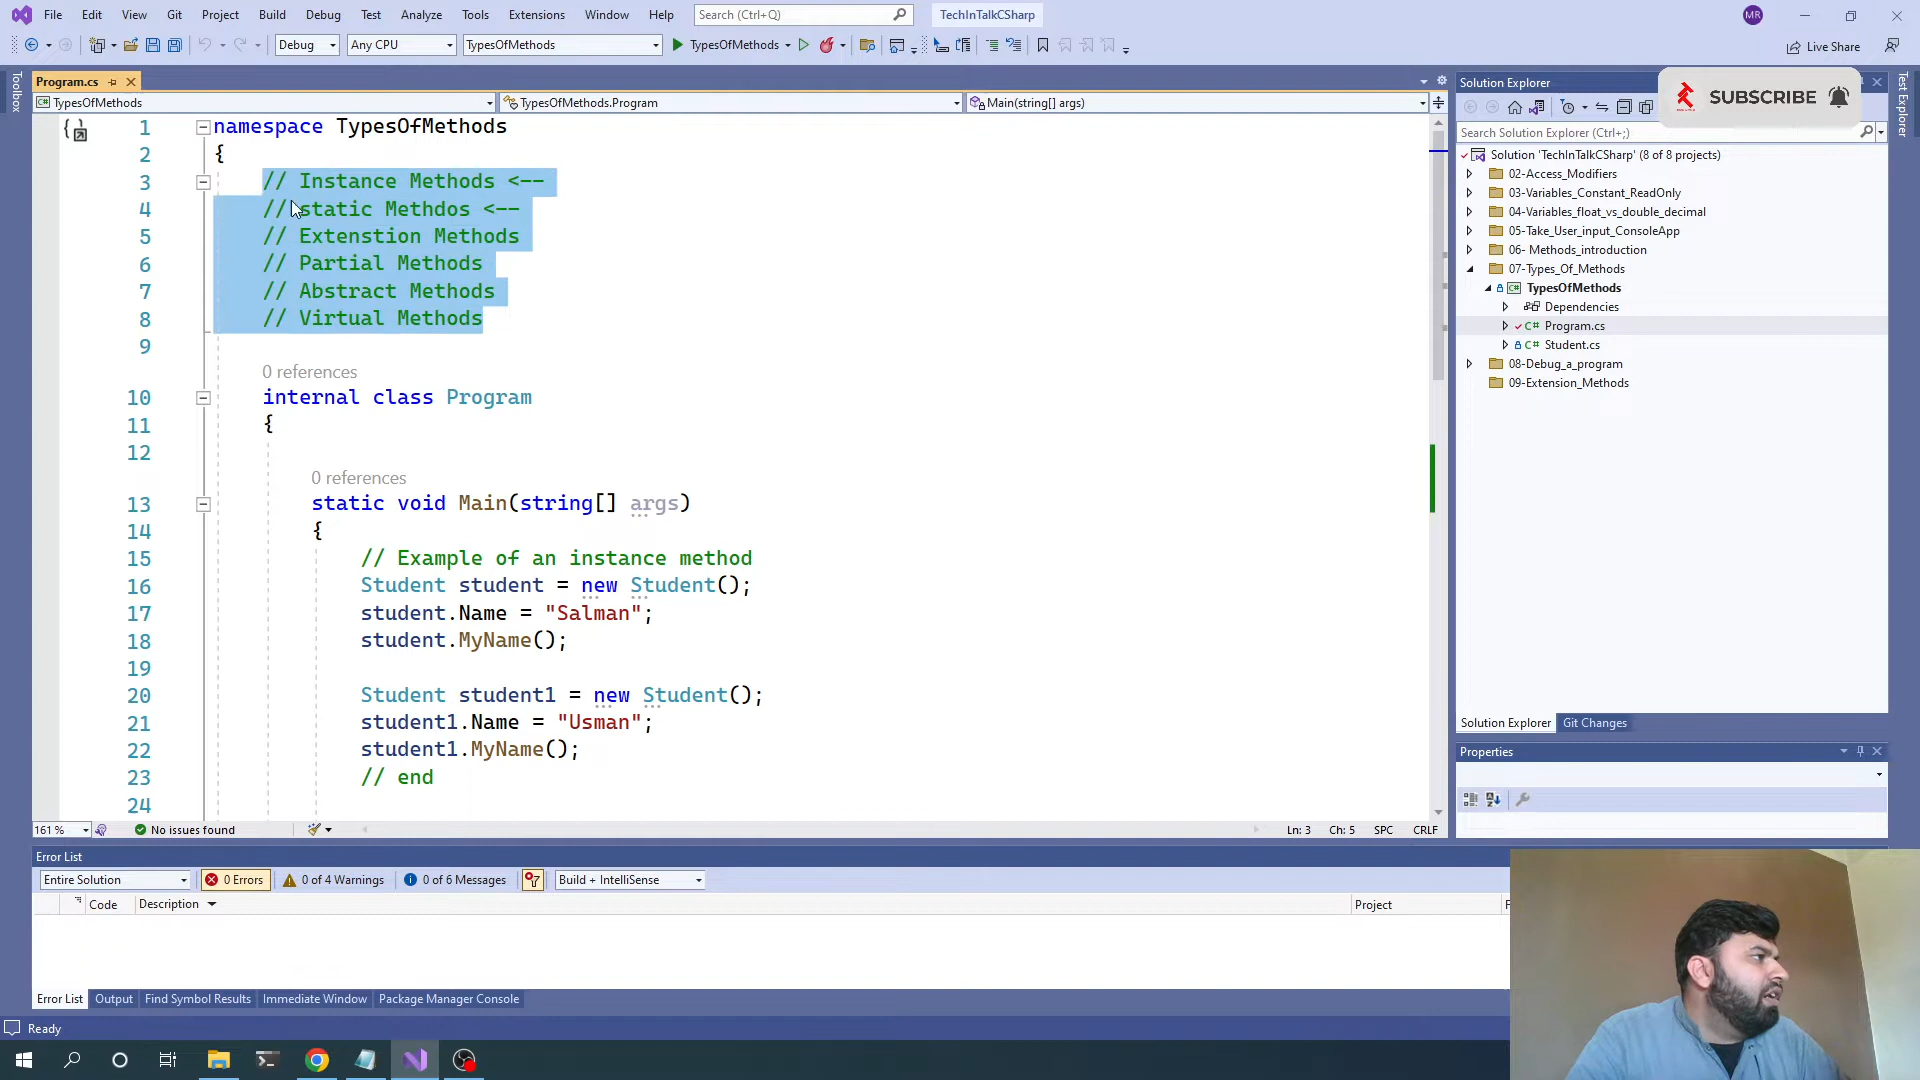 File Edit View Git Project Build Debug Test Analyze Tools Extensions Window Help Search (Ctrl+Q) TechInTalkCSharp MR
Debug Any CPU TypesOfMethods TypesOfMethods Live Share
Toolbox
Program.cs
TypesOfMethods TypesOfMethods.Program Main(string[] args)
1 namespace TypesOfMethods
2 {
3 // Instance Methods <--
4 // static Methdos <--
5 // Extenstion Methods
6 // Partial Methods
7 // Abstract Methods
8 // Virtual Methods
9
0 references
10 internal class Program
11 {
12
0 references
13 static void Main(string[] args)
14 {
15 // Example of an instance method
16 Student student = new Student();
17 student.Name = "Salman";
18 student.MyName();
19
20 Student student1 = new Student();
21 student1.Name = "Usman";
22 student1.MyName();
23 // end
24
161 % No issues found Ln: 3 Ch: 5 SPC CRLF
Solution Explorer
SUBSCRIBE
Search Solution Explorer (Ctrl+;)
Solution 'TechInTalkCSharp' (8 of 8 projects)
02-Access_Modifiers
03-Variables_Constant_ReadOnly
04-Variables_float_vs_double_decimal
05-Take_User_input_ConsoleApp
06- Methods_introduction
07-Types_Of_Methods
TypesOfMethods
Dependencies
C# Program.cs
C# Student.cs
08-Debug_a_program
09-Extension_Methods
Solution Explorer Git Changes
Properties
Test Explorer
Error List
Entire Solution 0 Errors 0 of 4 Warnings 0 of 6 Messages Build + IntelliSense
Code Description Project F
Error List Output Find Symbol Results Immediate Window Package Manager Console
Ready